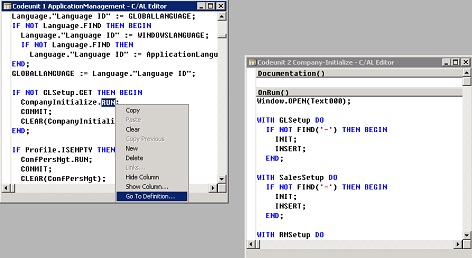 Codeunit 1 ApplicationManagement - C/AL Editor
Language."Language ID" := GLOBALLANGUAGE;
IF NOT Language.FIND THEN BEGIN
Language."Language ID" := WINDOWSLANGUAGE;
IF NOT Language.FIND THEN
Language."Language ID" := ApplicationLangu
END;
GLOBALLANGUAGE := Language."Language ID";
IF NOT GLSetup.GET THEN BEGIN
CompanyInitialize.RUN;
COMMIT;
CLEAR(CompanyInitiali
END;
IF Profile.ISEMPTY THEN B
ConfPersMgt.RUN;
COMMIT;
CLEAR(ConfPersMgt);
Copy
Paste
Clear
Copy Previous
New
Delete
Links...
Hide Column
Show Column...
Go To Definition...
Codeunit 2 Company-Initialize - C/AL Editor
Documentation()
OnRun()
Window.OPEN(Text000);
WITH GLSetup DO
IF NOT FIND('-') THEN BEGIN
INIT;
INSERT;
END;
WITH SalesSetup DO
IF NOT FIND('-') THEN BEGIN
INIT;
INSERT;
END;
WITH RMSetup DO